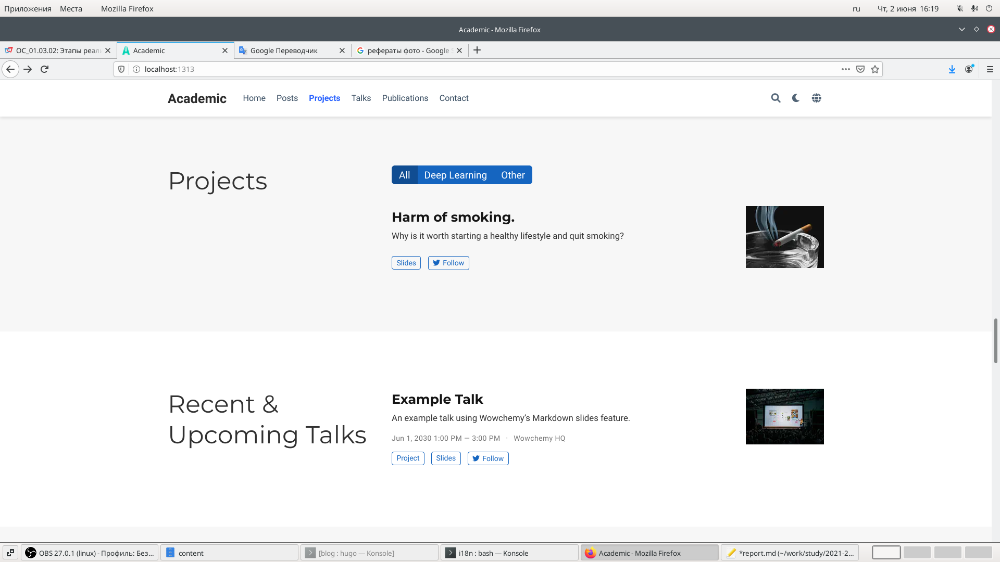 Приложения Места Mozilla Firefox ru Чт, 2 июня 16:19
Academic - Mozilla Firefox
ОС_01.03.02: Этапы реал Academic Google Переводчик рефераты фото - Google S
localhost:1313
Academic Home Posts Projects Talks Publications Contact
Projects
All Deep Learning Other
Harm of smoking.
Why is it worth starting a healthy lifestyle and quit smoking?
Slides Follow
Recent &
Upcoming Talks
Example Talk
An example talk using Wowchemy’s Markdown slides feature.
Jun 1, 2030 1:00 PM — 3:00 PM · Wowchemy HQ
Project Slides Follow
OBS 27.0.1 (linux) - Профиль: Без... content [blog : hugo — Konsole] i18n : bash — Konsole Academic - Mozilla Firefox *report.md (~/work/study/2021-2...